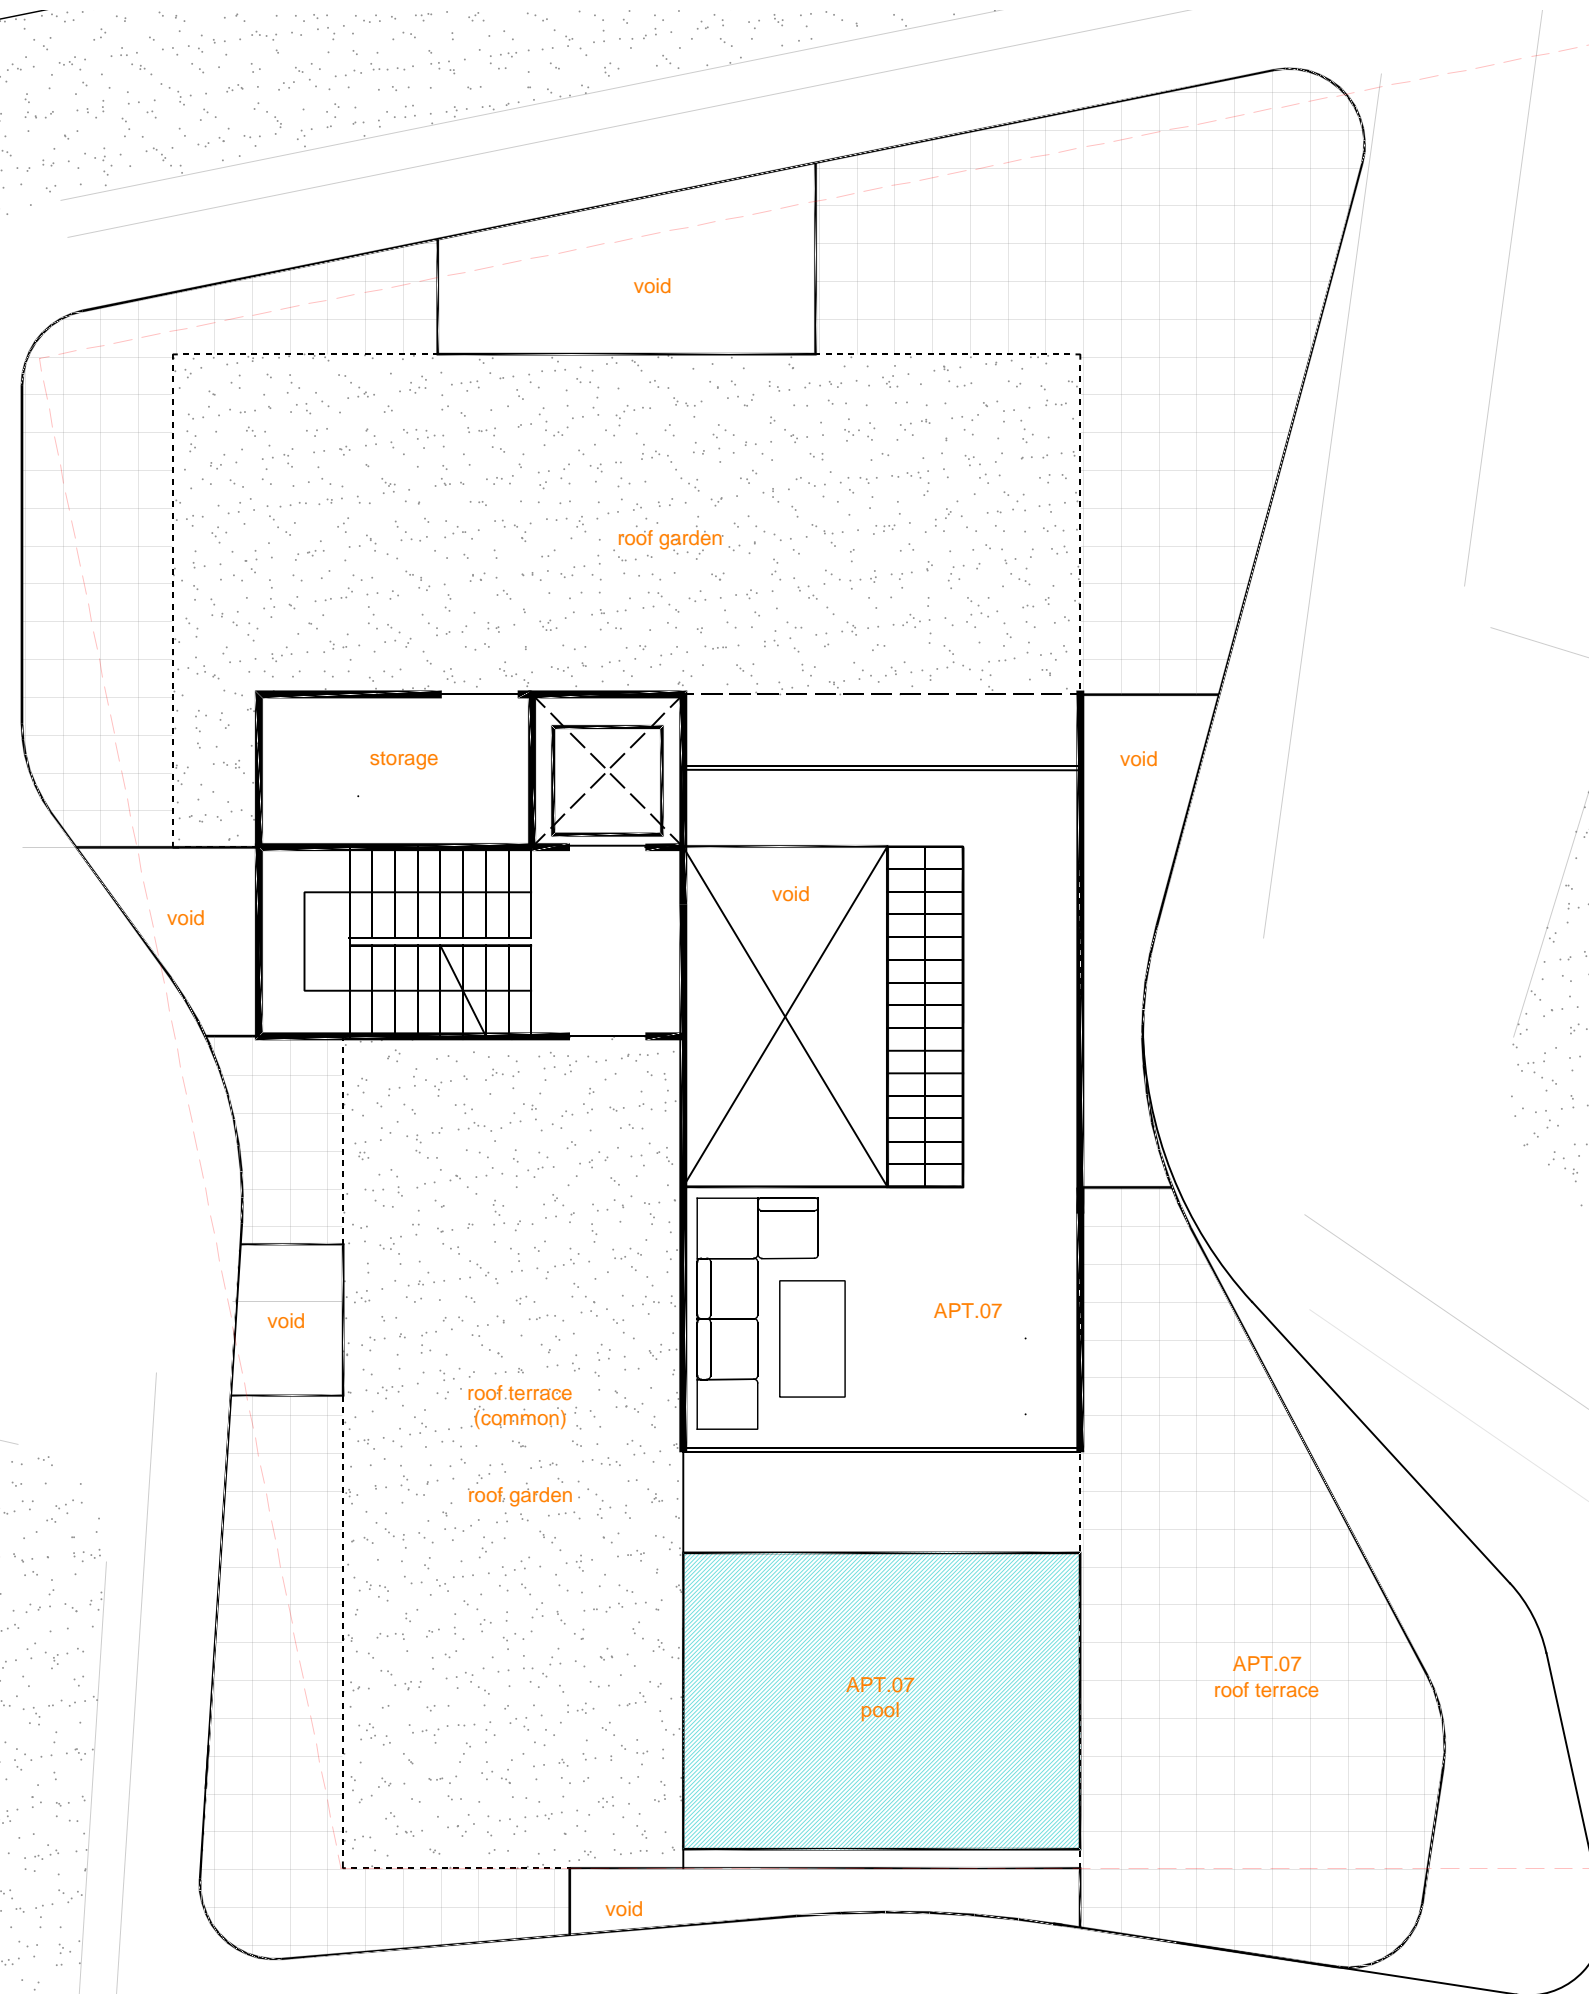 void
roof garden
storage
void
void
void
void
APT.07
roof terrace
(common)
roof garden
APT.07
roof terrace
APT.07
pool
void